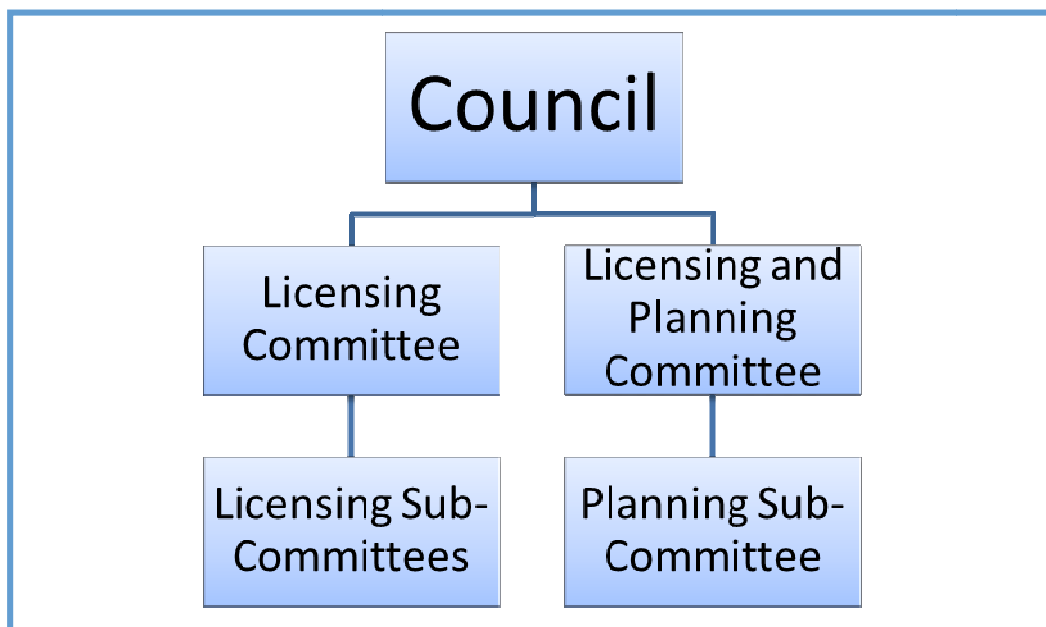 Council
Licensing
Committee
Licensing and
Planning
Committee
Licensing Sub-
Committees
Planning Sub-
Committee